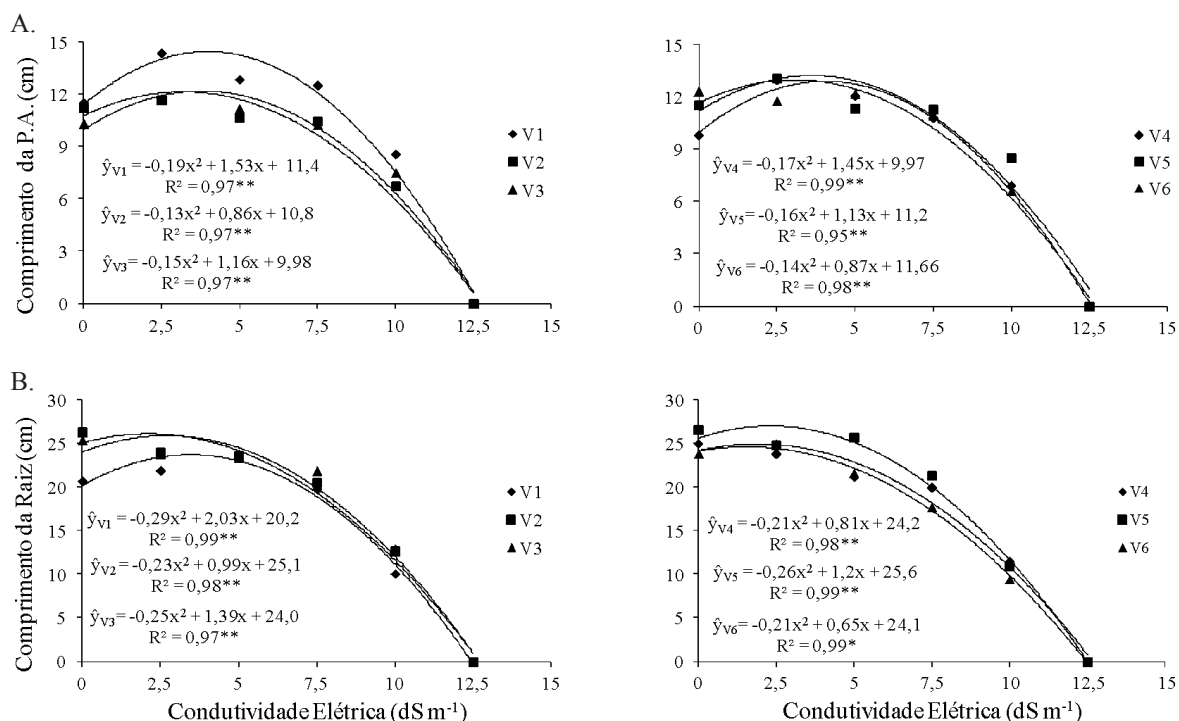 A.
Comprimento da P.A. (cm)
15
12
9
6
3
0
ŷV1 = -0,19x² + 1,53x + 11,4
R² = 0,97**
ŷV2 = -0,13x² + 0,86x + 10,8
R² = 0,97**
ŷV3 = -0,15x² + 1,16x + 9,98
R² = 0,97**
0 2,5 5 7,5 10 12,5 15
V1
V2
V3
15
12
9
6
3
0
ŷV4 = -0,17x² + 1,45x + 9,97
R² = 0,99**
ŷV5 = -0,16x² + 1,13x + 11,2
R² = 0,95**
ŷV6 = -0,14x² + 0,87x + 11,66
R² = 0,98**
0 2,5 5 7,5 10 12,5 15
V4
V5
V6
B.
Comprimento da Raiz (cm)
30
25
20
15
10
5
0
ŷV1 = -0,29x² + 2,03x + 20,2
R² = 0,99**
ŷV2 = -0,23x² + 0,99x + 25,1
R² = 0,98**
ŷV3 = -0,25x² + 1,39x + 24,0
R² = 0,97**
0 2,5 5 7,5 10 12,5 15
Condutividade Elétrica (dS m⁻¹)
V1
V2
V3
30
25
20
15
10
5
0
ŷV4 = -0,21x² + 0,81x + 24,2
R² = 0,98**
ŷV5 = -0,26x² + 1,2x + 25,6
R² = 0,99**
ŷV6 = -0,21x² + 0,65x + 24,1
R² = 0,99*
0 2,5 5 7,5 10 12,5 15
Condutividade Elétrica (dS m⁻¹)
V4
V5
V6